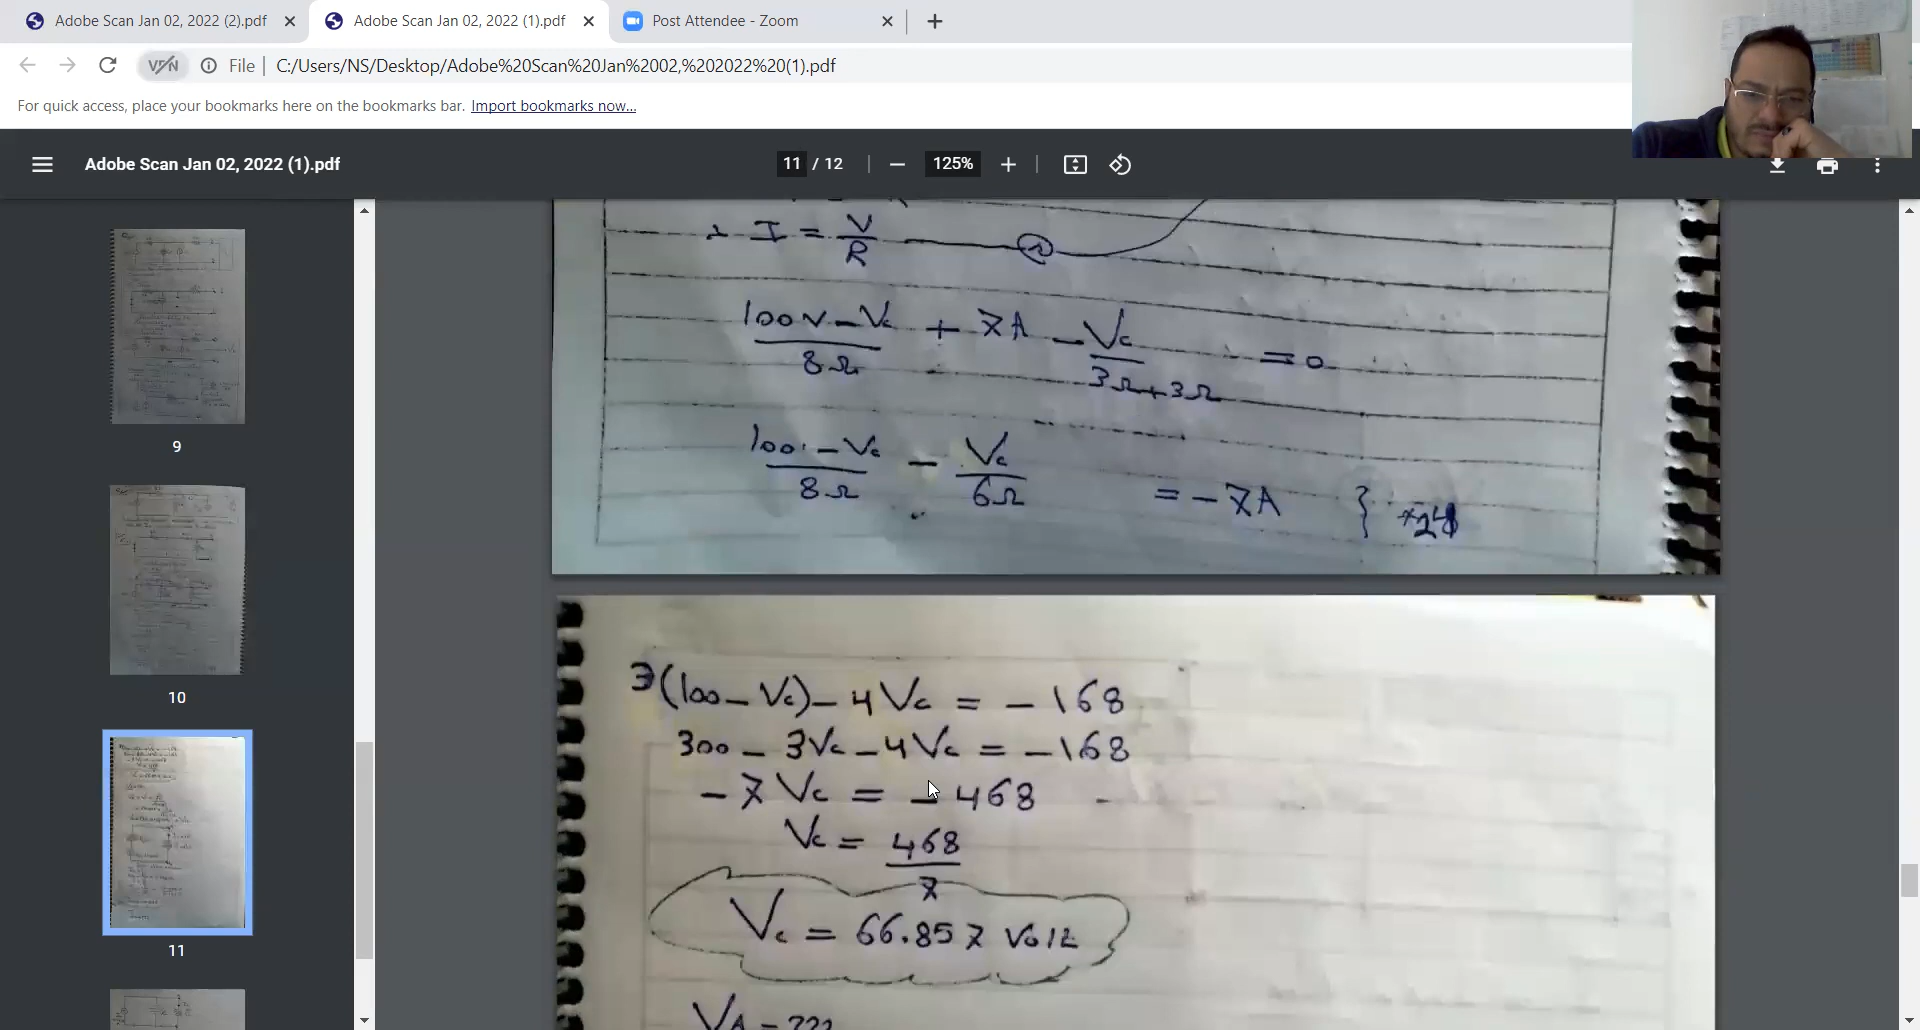 Adobe Scan Jan 02, 2022 (2).pdf
Adobe Scan Jan 02, 2022 (1).pdf
Post Attendee - Zoom
VPN
File
C:/Users/NS/Desktop/Adobe%20Scan%20Jan%2002,%202022%20(1).pdf
For quick access, place your bookmarks here on the bookmarks bar. Import bookmarks now...
Adobe Scan Jan 02, 2022 (1).pdf
11 / 12
125%
9
10
11
I = V/R
(100V - Vc)/8Ω + 7A - Vc/(3Ω+3Ω) = 0
(100 - Vc)/8Ω - Vc/6Ω = -7A } *24
3(100 - Vc) - 4Vc = -168
300 - 3Vc - 4Vc = -168
-7Vc = -468
Vc = 468/7
Vc = 66.857 Volt
VA = ???